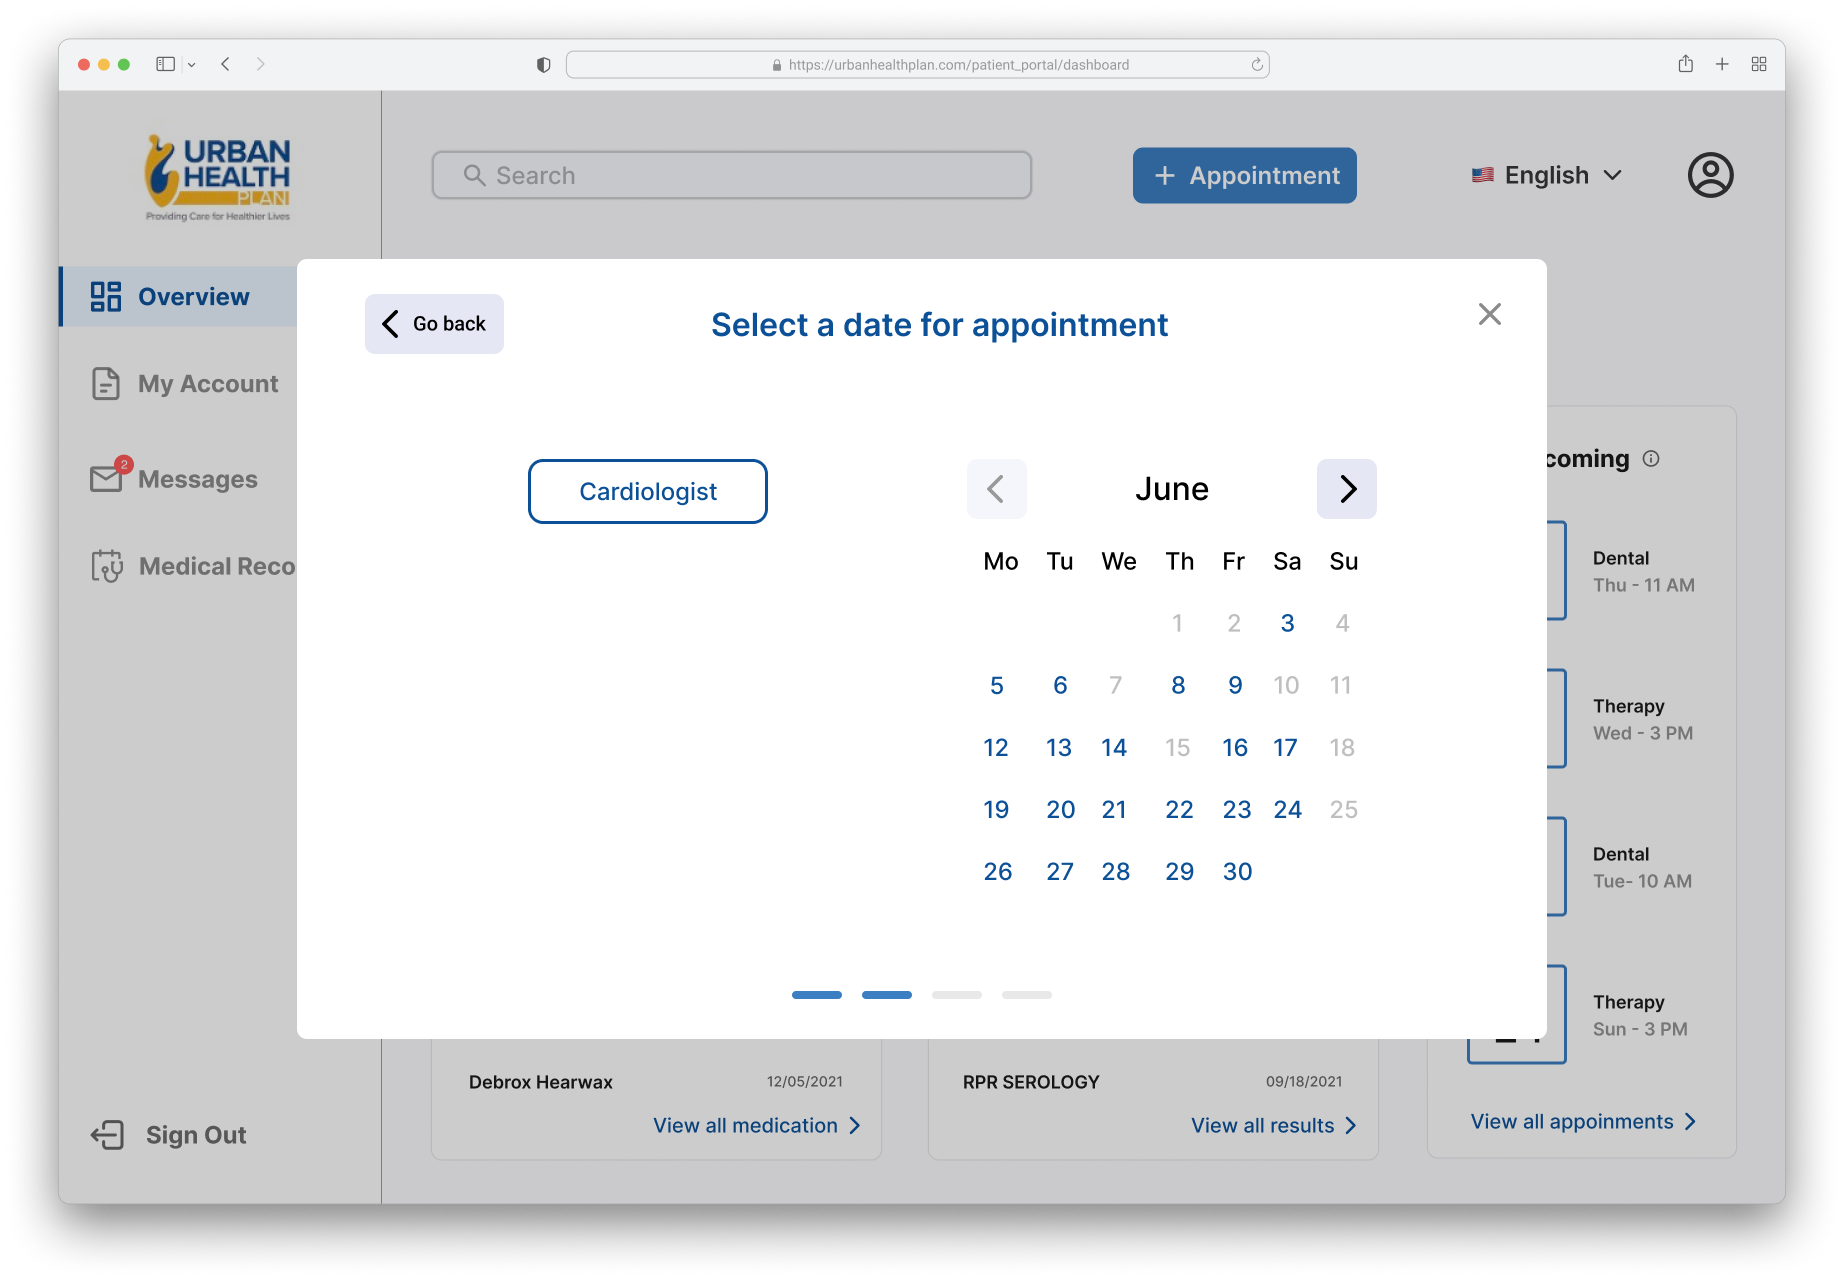 https://urbanhealthplan.com/patient_portal/dashboard
URBAN
HEALTH
PLAN
Providing Care for Healthier Lives
Search
+ Appointment
English
Overview
My Account
2
Messages
Medical Reco
Sign Out
Go back
Select a date for appointment
Cardiologist
June
Mo Tu We Th Fr Sa Su
1 2 3 4
5 6 7 8 9 10 11
12 13 14 15 16 17 18
19 20 21 22 23 24 25
26 27 28 29 30
coming
Dental
Thu - 11 AM
Therapy
Wed - 3 PM
Dental
Tue- 10 AM
Therapy
Sun - 3 PM
View all appoinments
Debrox Hearwax 12/05/2021
View all medication
RPR SEROLOGY 09/18/2021
View all results